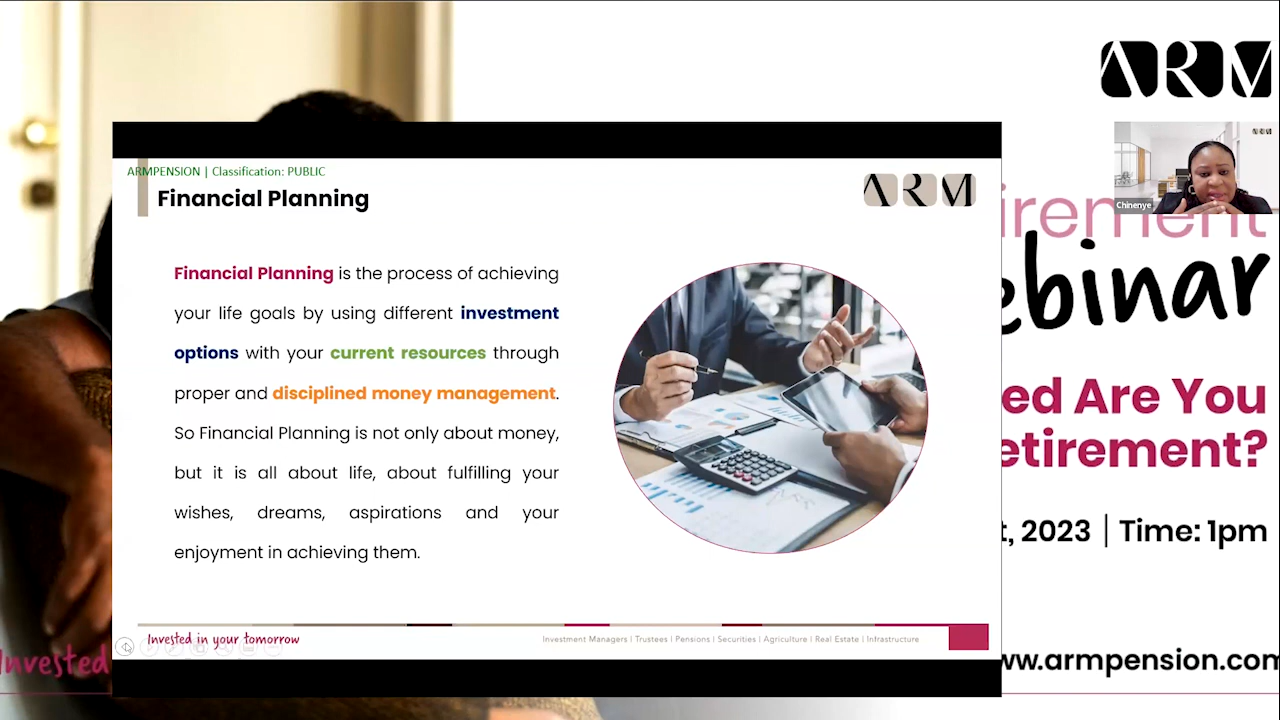 ARM
ARMPENSION | Classification: PUBLIC
Financial Planning
ARM
Chinenye
Financial Planning is the process of achieving
your life goals by using different investment
options with your current resources through
proper and disciplined money management.
So Financial Planning is not only about money,
but it is all about life, about fulfilling your
wishes, dreams, aspirations and your
enjoyment in achieving them.
irement
ebinar
ed Are You
etirement?
t, 2023 | Time: 1pm
Invested in your tomorrow
Investment Managers | Trustees | Pensions | Securities | Agriculture | Real Estate | Infrastructure
Invested
ww.armpension.com